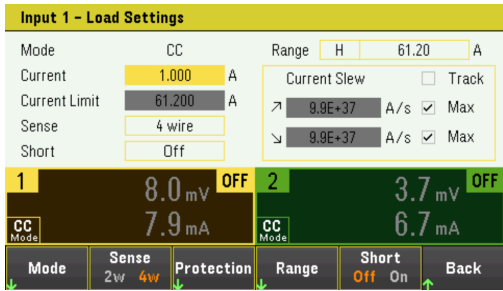 Input 1 – Load Settings
Mode CC Range H 61.20 A
Current 1.000 A Current Slew Track
Current Limit 61.200 A 9.9E+37 A/s Max
Sense 4 wire 9.9E+37 A/s Max
Short Off
1 8.0 mV OFF 2 3.7 mV OFF
CC Mode 7.9 mA CC Mode 6.7 mA
Mode Sense 2w 4w Protection Range Short Off On Back